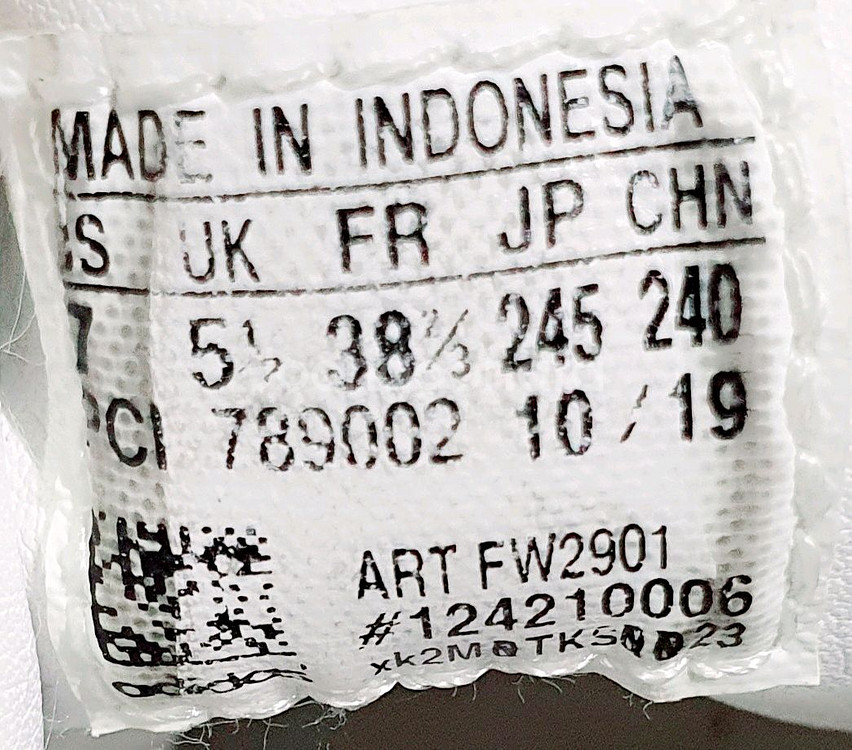 MADE IN INDONESIA
UK FR JP CHN
7 5½ 38⅔ 245 240
789002 10/19
ART FW2901
#124210006
adidas